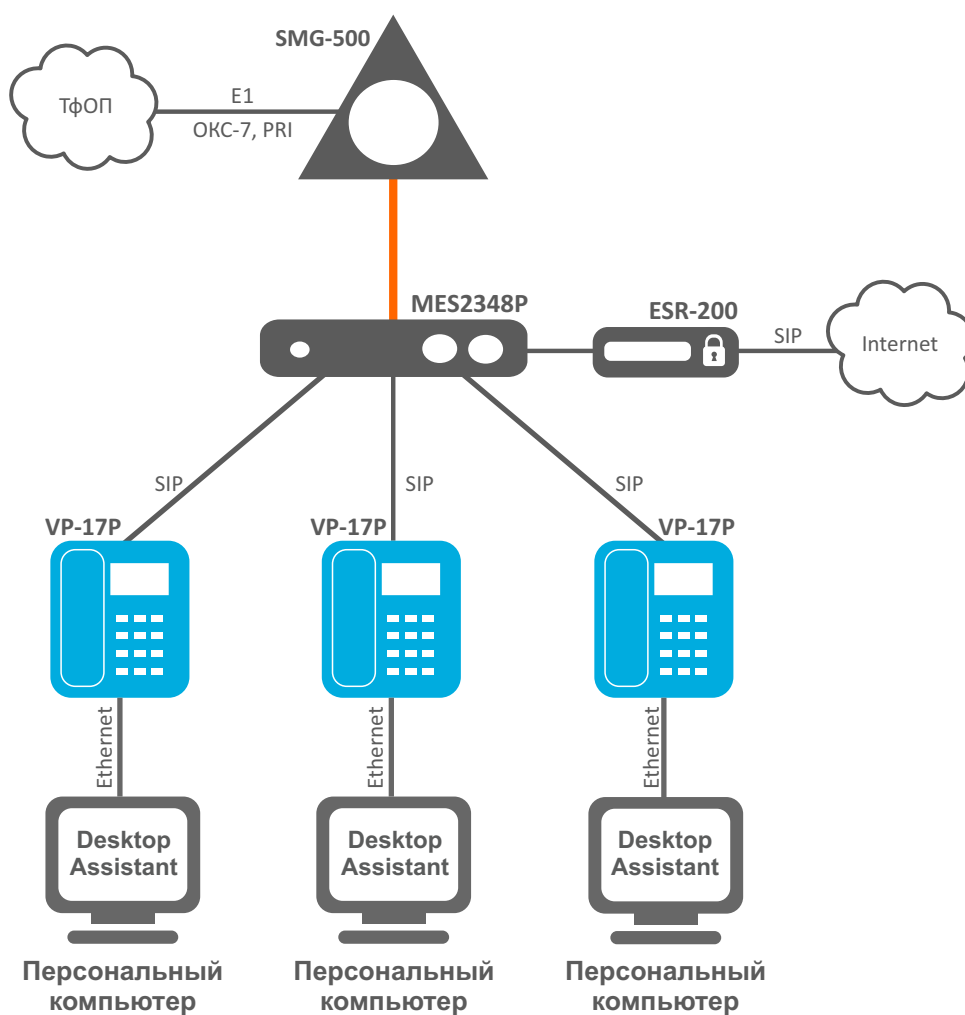 SMG-500
ТфОП
E1
ОКС-7, PRI
MES2348P
ESR-200
SIP
Internet
SIP
SIP
SIP
VP-17P
VP-17P
VP-17P
Ethernet
Ethernet
Ethernet
Desktop
Assistant
Desktop
Assistant
Desktop
Assistant
Персональный
компьютер
Персональный
компьютер
Персональный
компьютер